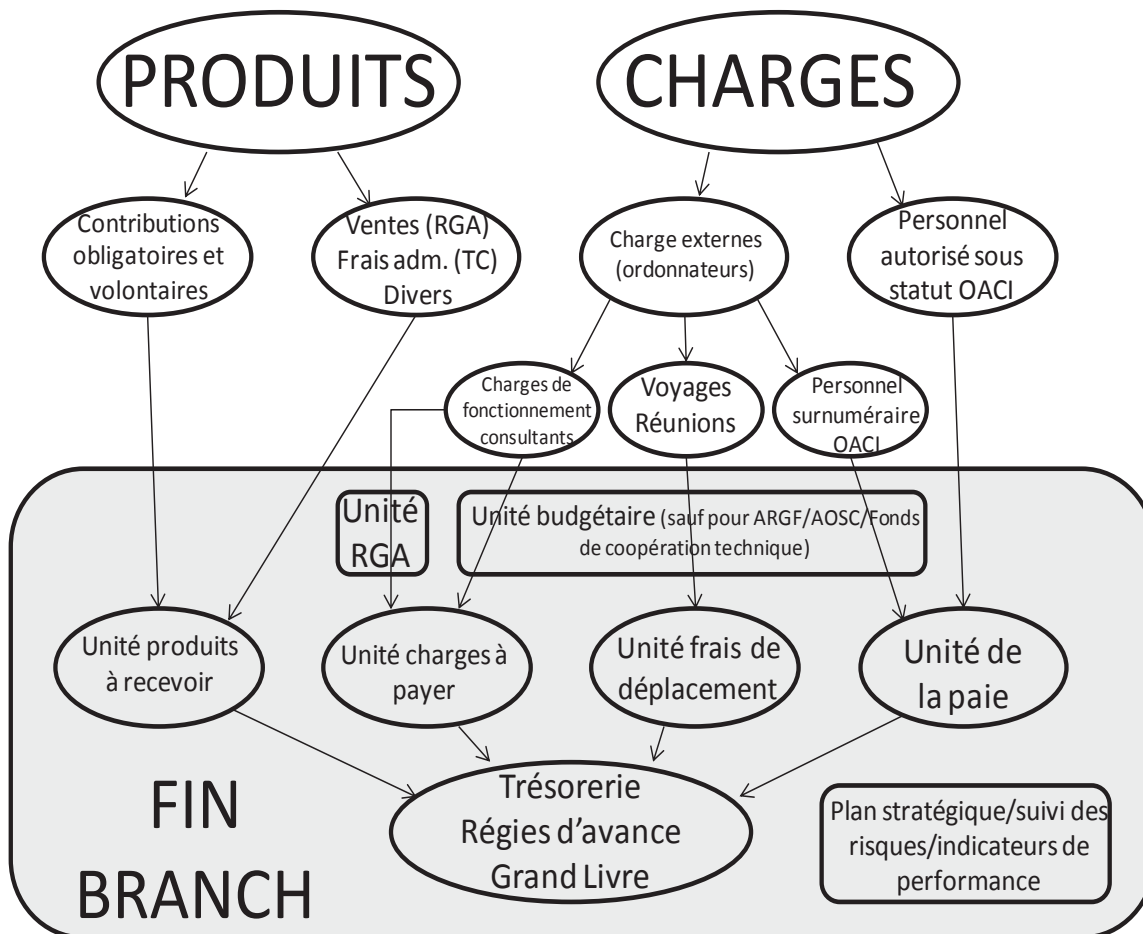 PRODUITS
CHARGES
Contributions
obligatoires et
volontaires
Ventes (RGA)
Frais adm. (TC)
Divers
Charge externes
(ordonnateurs)
Personnel
autorisé sous
statut OACI
Charges de
fonctionnement
consultants
Voyages
Réunions
Personnel
surnuméraire
OACI
Unité
RGA
Unité budgétaire (sauf pour ARGF/AOSC/Fonds
de coopération technique)
Unité produits
à recevoir
Unité charges à
payer
Unité frais de
déplacement
Unité de
la paie
FIN
BRANCH
Trésorerie
Régies d'avance
Grand Livre
Plan stratégique/suivi des
risques/indicateurs de
performance